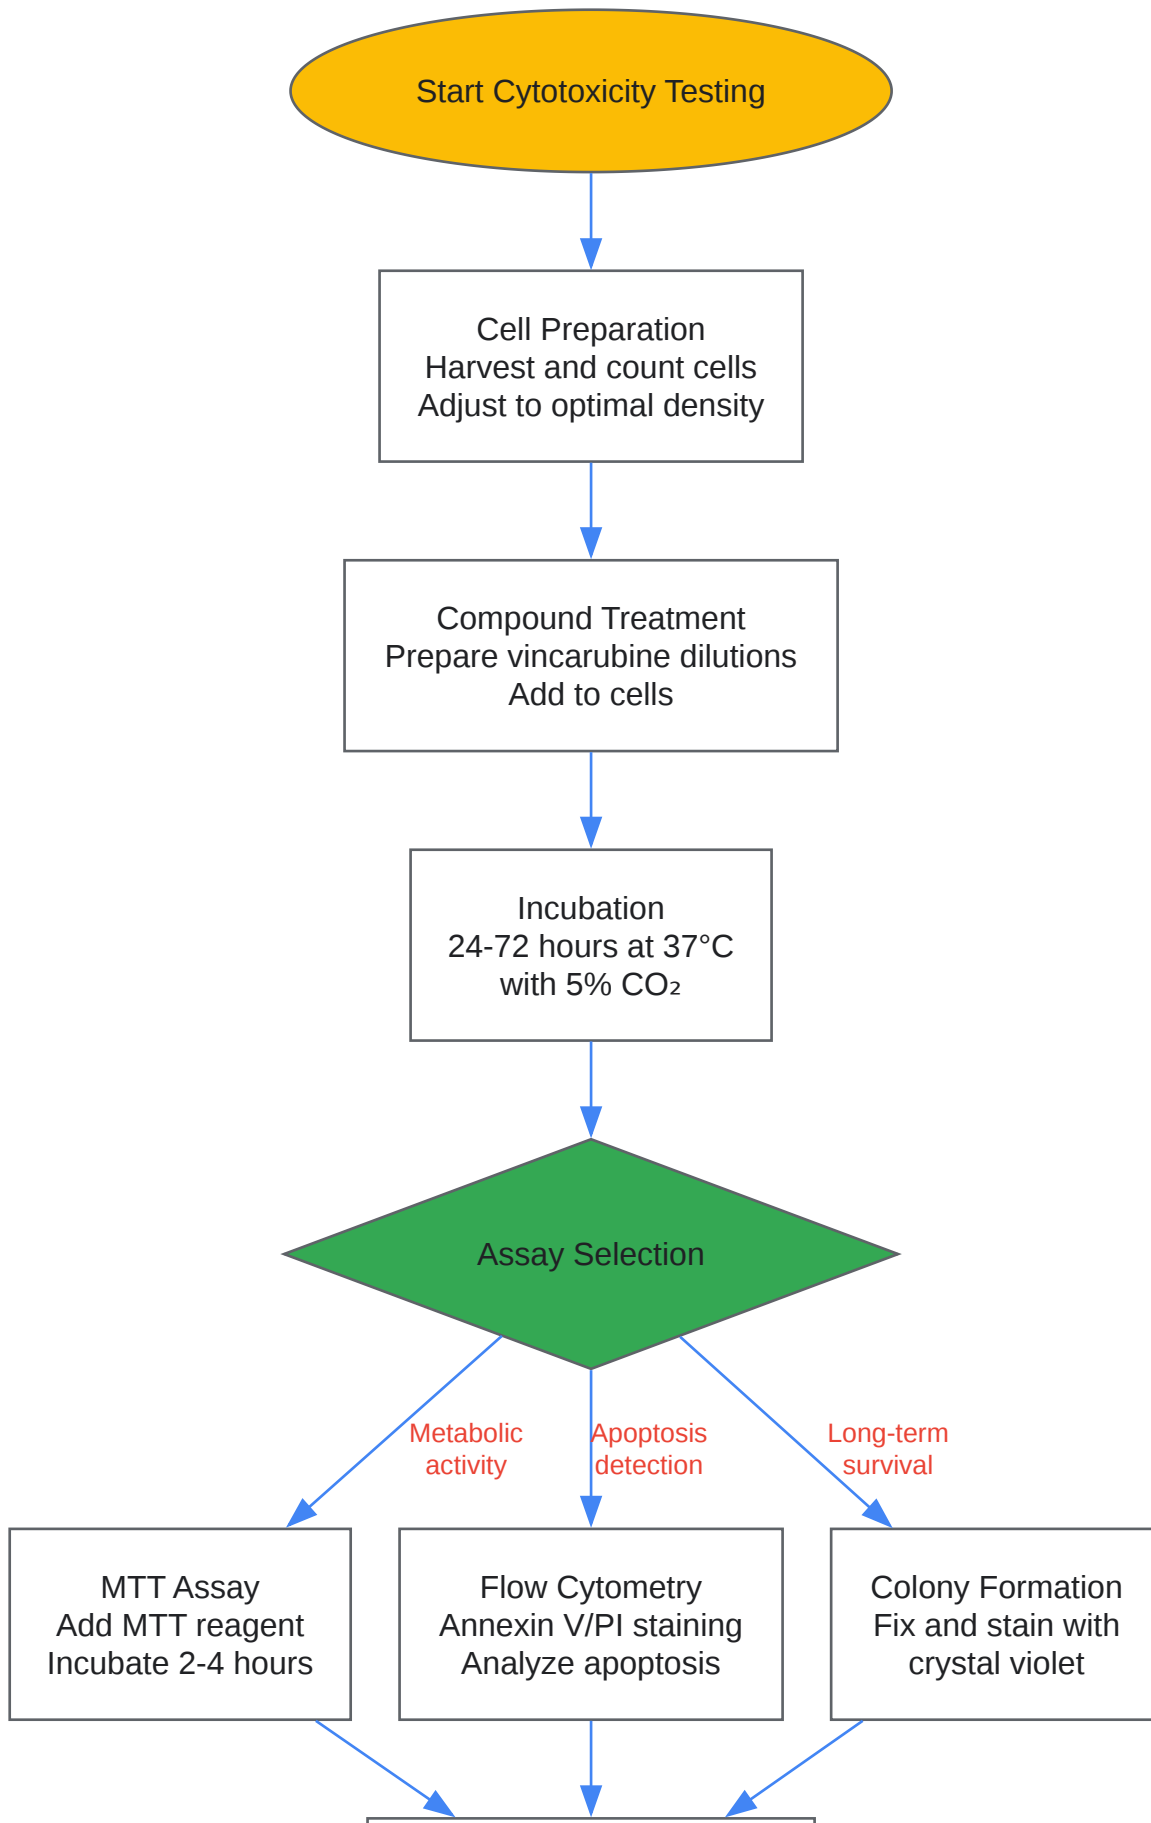 Start Cytotoxicity Testing
Cell Preparation
Harvest and count cells
Adjust to optimal density
Compound Treatment
Prepare vincarubine dilutions
Add to cells
Incubation
24-72 hours at 37°C
with 5% CO₂
Assay Selection
Metabolic
activity
Apoptosis
detection
Long-term
survival
MTT Assay
Add MTT reagent
Incubate 2-4 hours
Flow Cytometry
Annexin V/PI staining
Analyze apoptosis
Colony Formation
Fix and stain with
crystal violet